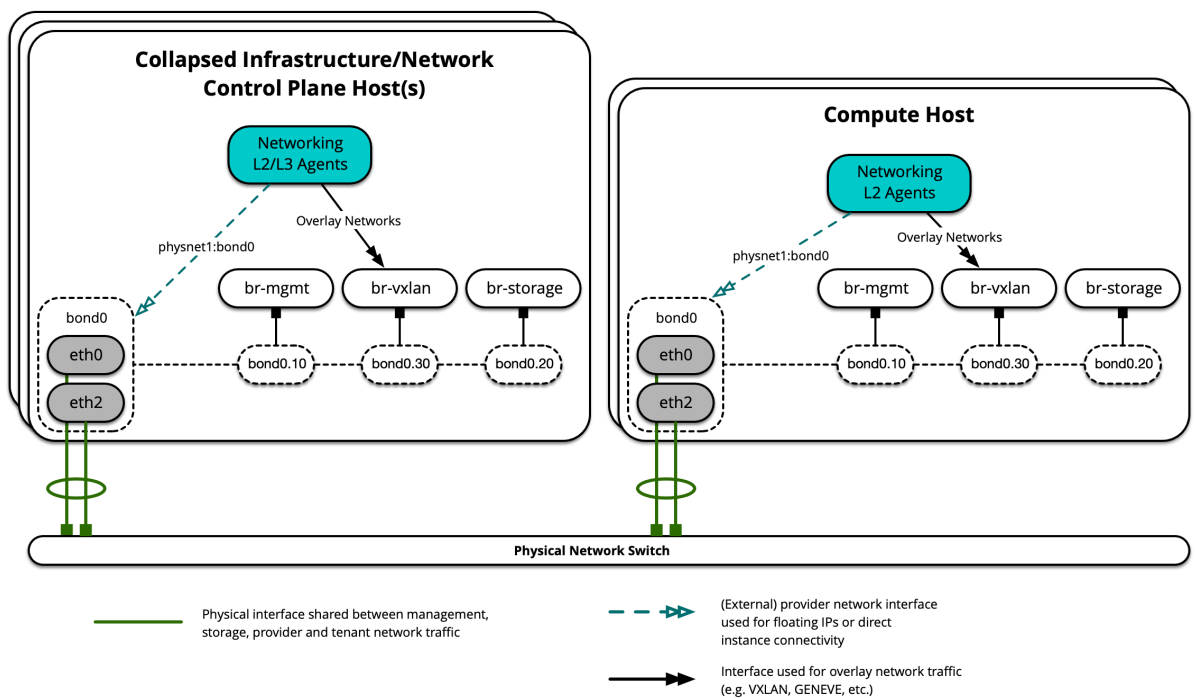 Collapsed Infrastructure/Network
Control Plane Host(s)
Networking
L2/L3 Agents
Overlay Networks
physnet1:bond0
br-mgmt
br-vxlan
br-storage
bond0
eth0
eth2
bond0.10
bond0.30
bond0.20
Compute Host
Networking
L2 Agents
Overlay Networks
physnet1:bond0
br-mgmt
br-vxlan
br-storage
bond0
eth0
eth2
bond0.10
bond0.30
bond0.20
Physical Network Switch
Physical interface shared between management,
storage, provider and tenant network traffic
(External) provider network interface
used for floating IPs or direct
instance connectivity
Interface used for overlay network traffic
(e.g. VXLAN, GENEVE, etc.)